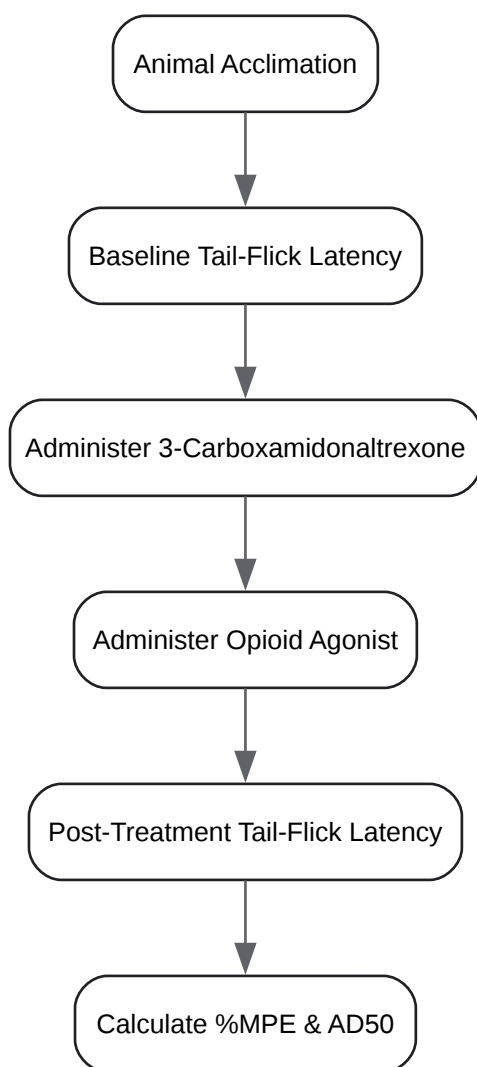 Animal Acclimation
Baseline Tail-Flick Latency
Administer 3-Carboxamidonaltrexone
Administer Opioid Agonist
Post-Treatment Tail-Flick Latency
Calculate %MPE & AD50